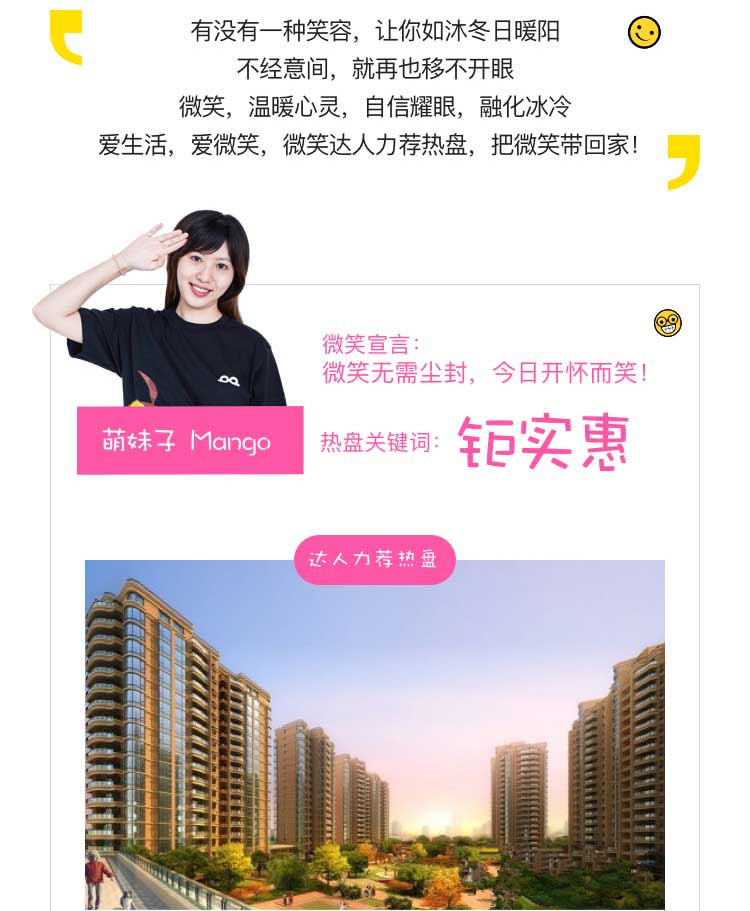 有没有一种笑容，让你如沐冬日暖阳
不经意间，就再也移不开眼
微笑，温暖心灵，自信耀眼，融化冰冷
爱生活，爱微笑，微笑达人力荐热盘，把微笑带回家！
微笑宣言：
微笑无需尘封，今日开怀而笑！
萌妹子 Mango
热盘关键词：钜实惠
达人力荐热盘